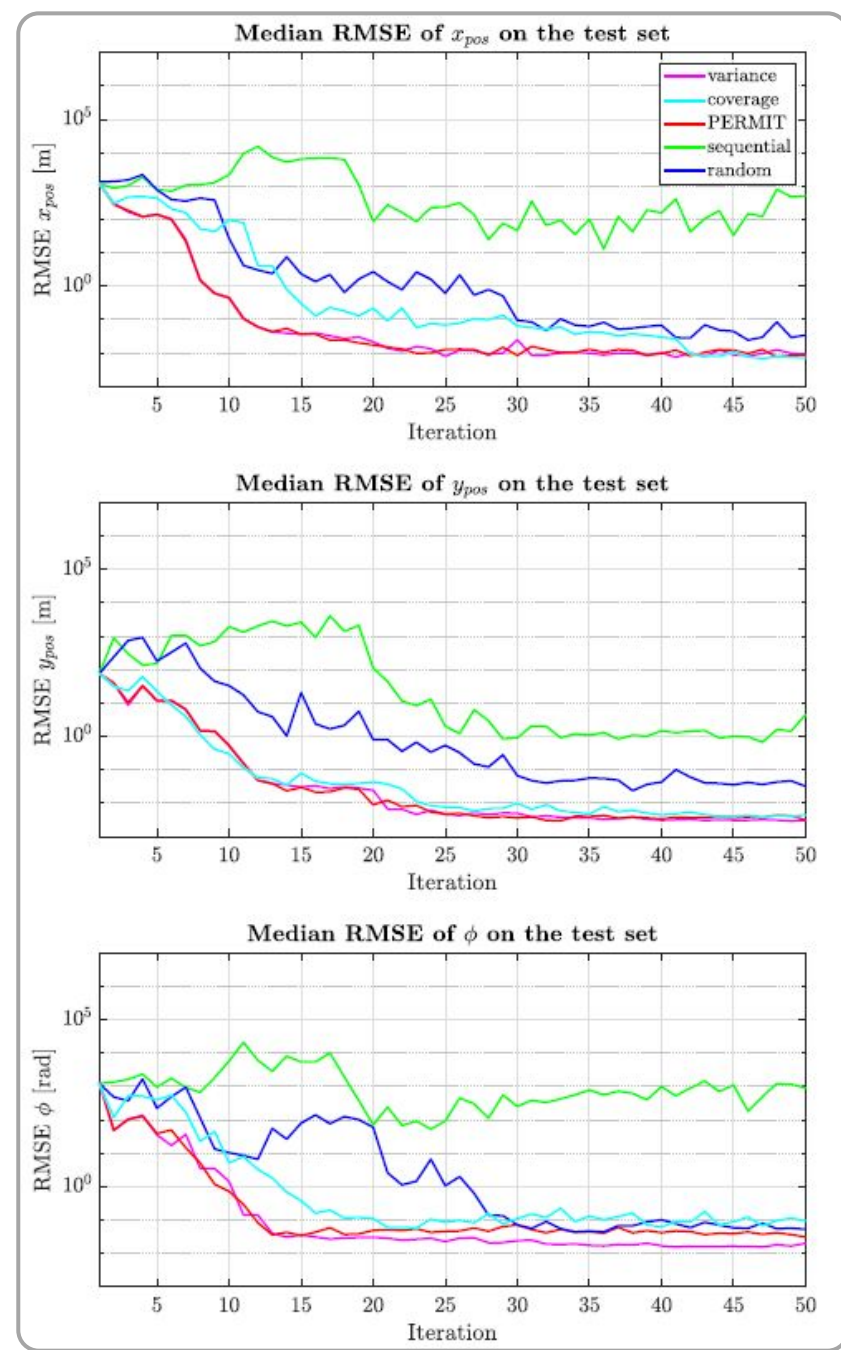 Median RMSE of x_pos on the test set
variance
coverage
PERMIT
sequential
random
10^5
10^0
RMSE x_pos [m]
5 10 15 20 25 30 35 40 45 50
Iteration
Median RMSE of y_pos on the test set
10^5
10^0
RMSE y_pos [m]
5 10 15 20 25 30 35 40 45 50
Iteration
Median RMSE of ϕ on the test set
10^5
10^0
RMSE ϕ [rad]
5 10 15 20 25 30 35 40 45 50
Iteration